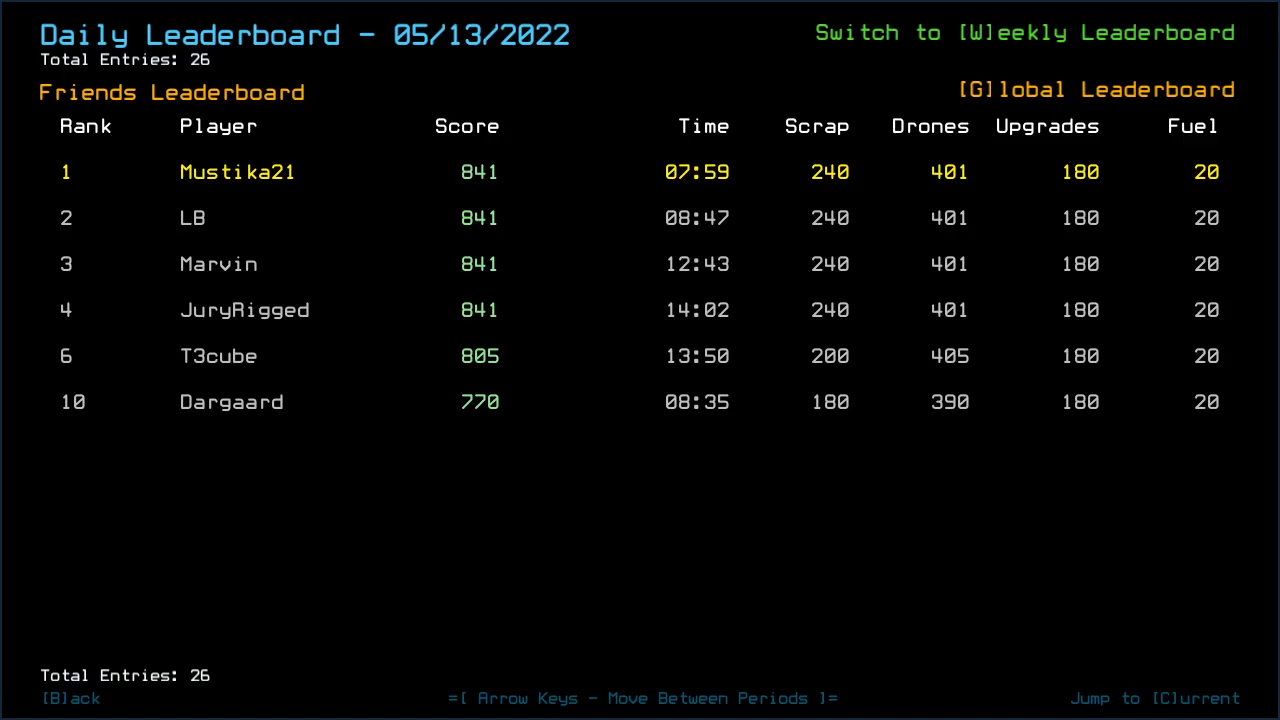 Daily Leaderboard - 05/13/2022 Switch to [W]eekly Leaderboard
Total Entries: 26
Friends Leaderboard [G]lobal Leaderboard
Rank Player Score Time Scrap Drones Upgrades Fuel
1 Mustika21 841 07:59 240 401 180 20
2 LB 841 08:47 240 401 180 20
3 Marvin 841 12:43 240 401 180 20
4 JuryRigged 841 14:02 240 401 180 20
6 T3cube 805 13:50 200 405 180 20
10 Dargaard 770 08:35 180 390 180 20
Total Entries: 26
[B]ack =[ Arrow Keys - Move Between Periods ]= Jump to [C]urrent